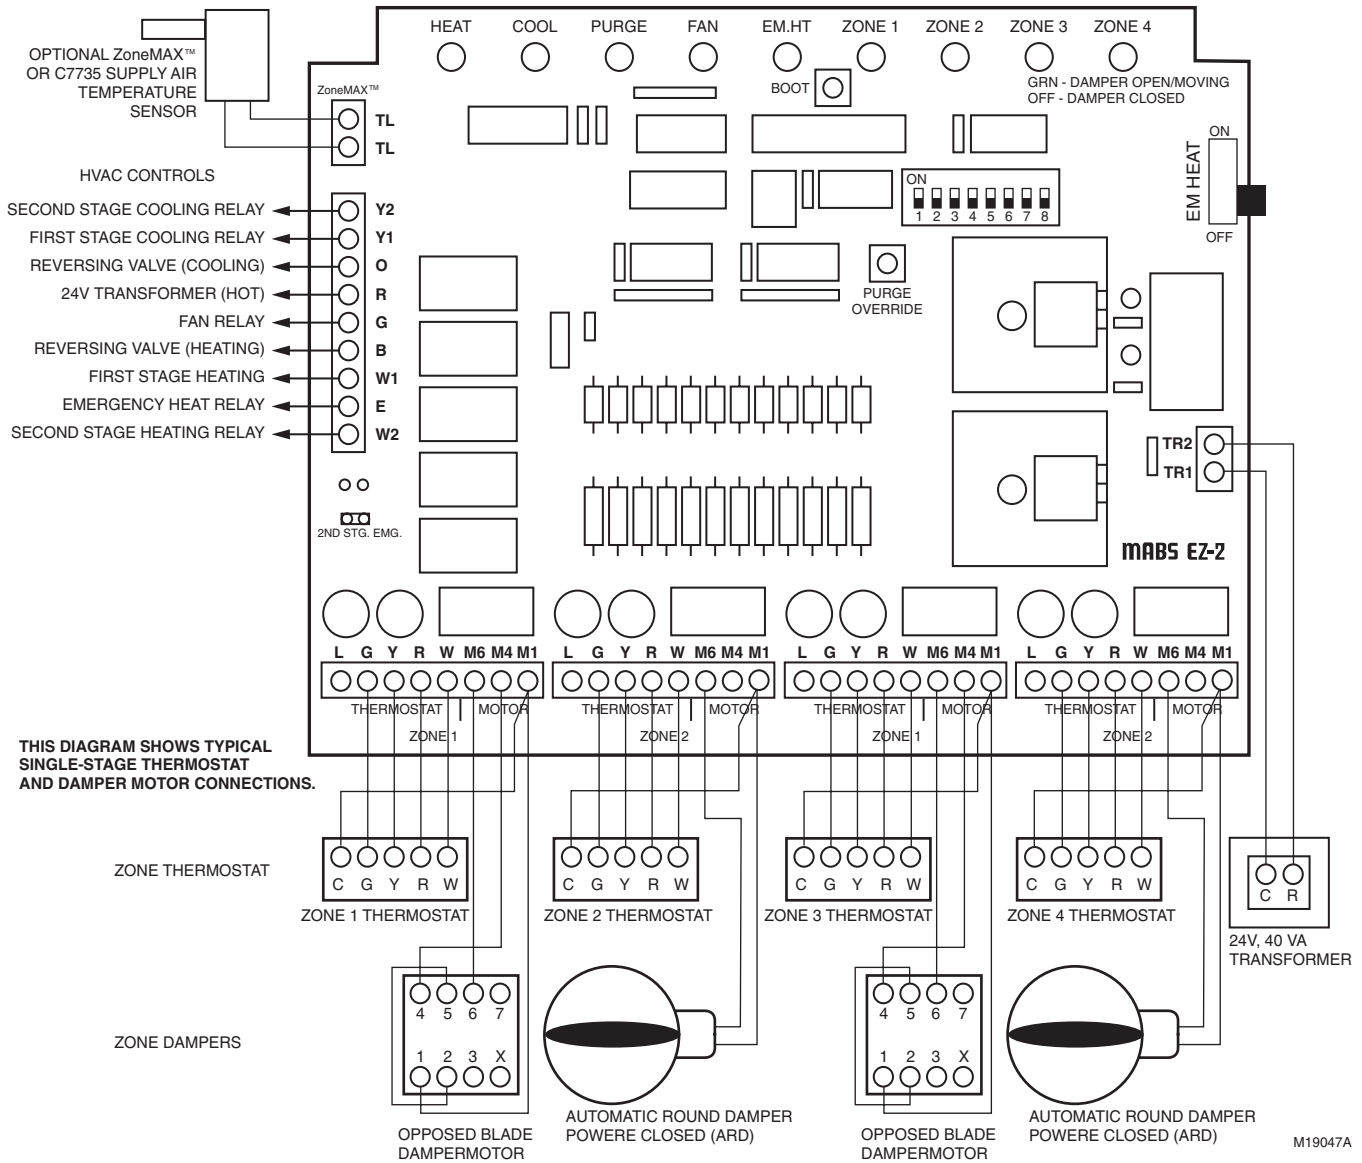 HEAT COOL PURGE FAN EM.HT ZONE 1 ZONE 2 ZONE 3 ZONE 4
GRN - DAMPER OPEN/MOVING
OFF - DAMPER CLOSED
BOOT
OPTIONAL ZoneMAX™
OR C7735 SUPPLY AIR
TEMPERATURE
SENSOR
ZoneMAX™
TL
TL
HVAC CONTROLS
SECOND STAGE COOLING RELAY Y2
FIRST STAGE COOLING RELAY Y1
REVERSING VALVE (COOLING) O
24V TRANSFORMER (HOT) R
FAN RELAY G
REVERSING VALVE (HEATING) B
FIRST STAGE HEATING W1
EMERGENCY HEAT RELAY E
SECOND STAGE HEATING RELAY W2
2ND STG. EMG.
ON
1 2 3 4 5 6 7 8
ON
EM HEAT
OFF
PURGE
OVERRIDE
TR2
TR1
MABS EZ-2
L G Y R W M6 M4 M1 L G Y R W M6 M4 M1 L G Y R W M6 M4 M1 L G Y R W M6 M4 M1
THERMOSTAT MOTOR THERMOSTAT MOTOR THERMOSTAT MOTOR THERMOSTAT MOTOR
ZONE 1 ZONE 2 ZONE 1 ZONE 2
THIS DIAGRAM SHOWS TYPICAL
SINGLE-STAGE THERMOSTAT
AND DAMPER MOTOR CONNECTIONS.
ZONE THERMOSTAT
C G Y R W C G Y R W C G Y R W C G Y R W
ZONE 1 THERMOSTAT ZONE 2 THERMOSTAT ZONE 3 THERMOSTAT ZONE 4 THERMOSTAT
C R
24V, 40 VA
TRANSFORMER
ZONE DAMPERS
4 5 6 7
1 2 3 X
OPPOSED BLADE
DAMPERMOTOR
AUTOMATIC ROUND DAMPER
POWERE CLOSED (ARD)
4 5 6 7
1 2 3 X
OPPOSED BLADE
DAMPERMOTOR
AUTOMATIC ROUND DAMPER
POWERE CLOSED (ARD)
M19047A